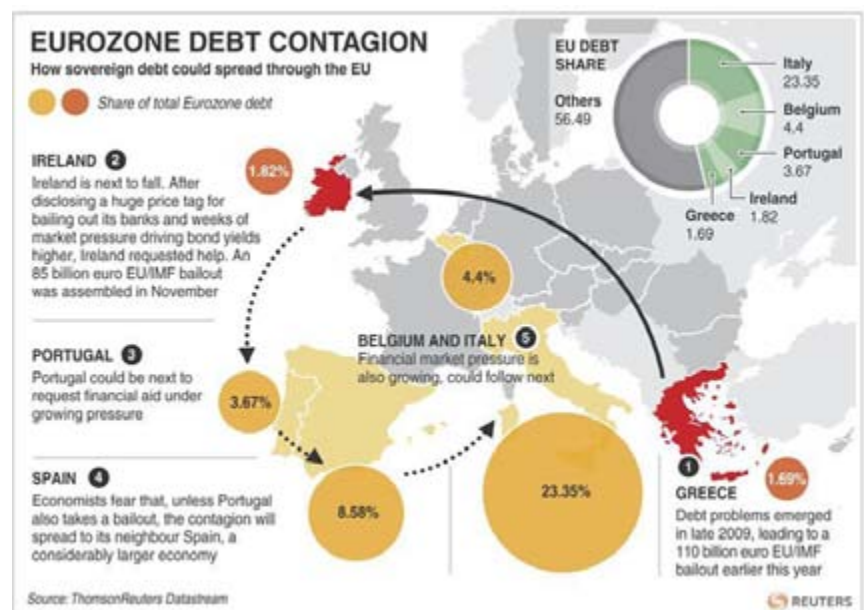 EUROZONE DEBT CONTAGION
How sovereign debt could spread through the EU
Share of total Eurozone debt
EU DEBT
SHARE
Others
56.49
Italy
23.35
Belgium
4.4
Portugal
3.67
Ireland
1.82
Greece
1.69
IRELAND 2
1.82%
Ireland is next to fall. After
disclosing a huge price tag for
bailing out its banks and weeks of
market pressure driving bond yields
higher, Ireland requested help. An
85 billion euro EU/IMF bailout
was assembled in November
4.4%
PORTUGAL 3
Portugal could be next to
request financial aid under
growing pressure
3.67%
BELGIUM AND ITALY 5
Financial market pressure is
also growing, could follow next
SPAIN 4
Economists fear that, unless Portugal
also takes a bailout, the contagion will
spread to its neighbour Spain, a
considerably larger economy
8.58%
23.35%
1
1.69%
GREECE
Debt problems emerged
in late 2009, leading to a
110 billion euro EU/IMF
bailout earlier this year
Source: ThomsonReuters Datastream
REUTERS